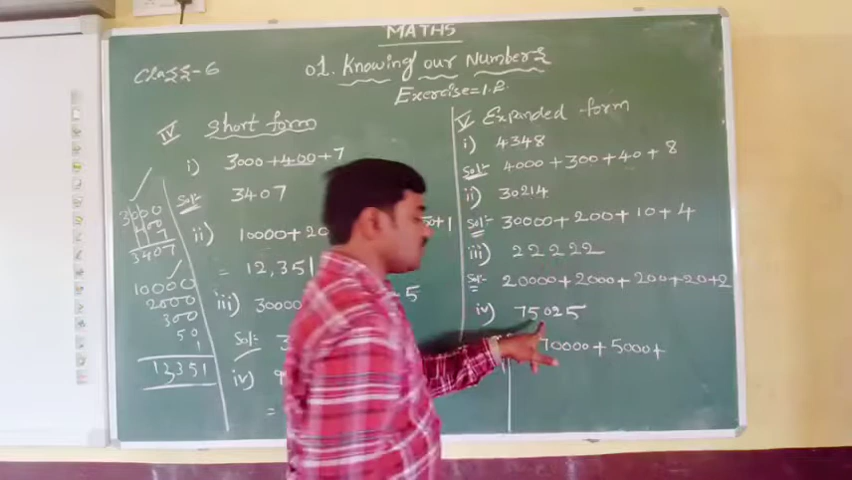 MATHS
Class-6
01. Knowing our Numbers
Exercise=1.2.
IV Short form
i) 3000+400+7
Sol:- 3407
ii) 10000+20
= 12,351
iii) 3000
+5
Sol:- 3
iv) 9
=
3000
400
7
3407
10000
2000
300
50
1
12351
V Expanded form
i) 4348
Sol:- 4000+300+40+8
ii) 30214
Sol:- 30000+200+10+4
iii) 22222
Sol:- 20000+2000+200+20+2
iv) 75025
70000+5000+